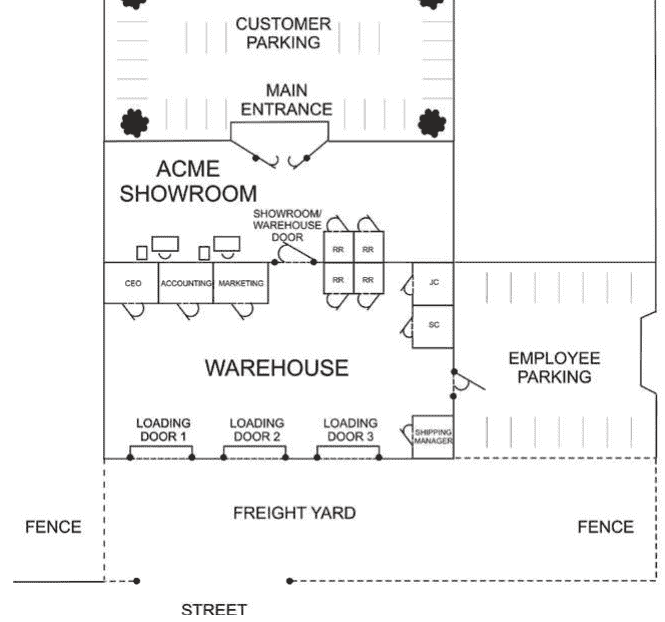 CUSTOMER
PARKING
MAIN
ENTRANCE
ACME
SHOWROOM
SHOWROOM/
WAREHOUSE
DOOR
RR RR
CEO ACCOUNTING MARKETING RR RR JC
SC
WAREHOUSE
EMPLOYEE
PARKING
LOADING
DOOR 1
LOADING
DOOR 2
LOADING
DOOR 3
SHIPPING
MANAGER
FREIGHT YARD
FENCE
FENCE
STREET